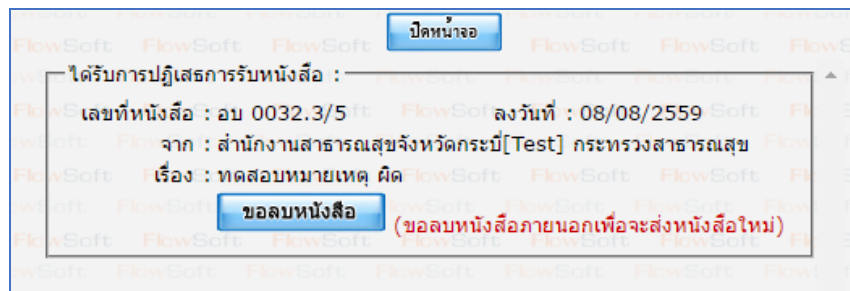 ปิดหน้าจอ
ได้รับการปฏิเสธการรับหนังสือ :
เลขที่หนังสือ : อบ 0032.3/5 ลงวันที่ : 08/08/2559
จาก : สำนักงานสาธารณสุขจังหวัดกระบี่[Test] กระทรวงสาธารณสุข
เรื่อง : ทดสอบหมายเหตุ ผิด
ขอลบหนังสือ (ขอลบหนังสือภายนอกเพื่อจะส่งหนังสือใหม่)
FlowSoft FlowSoft FlowSoft FlowSoft FlowSoft